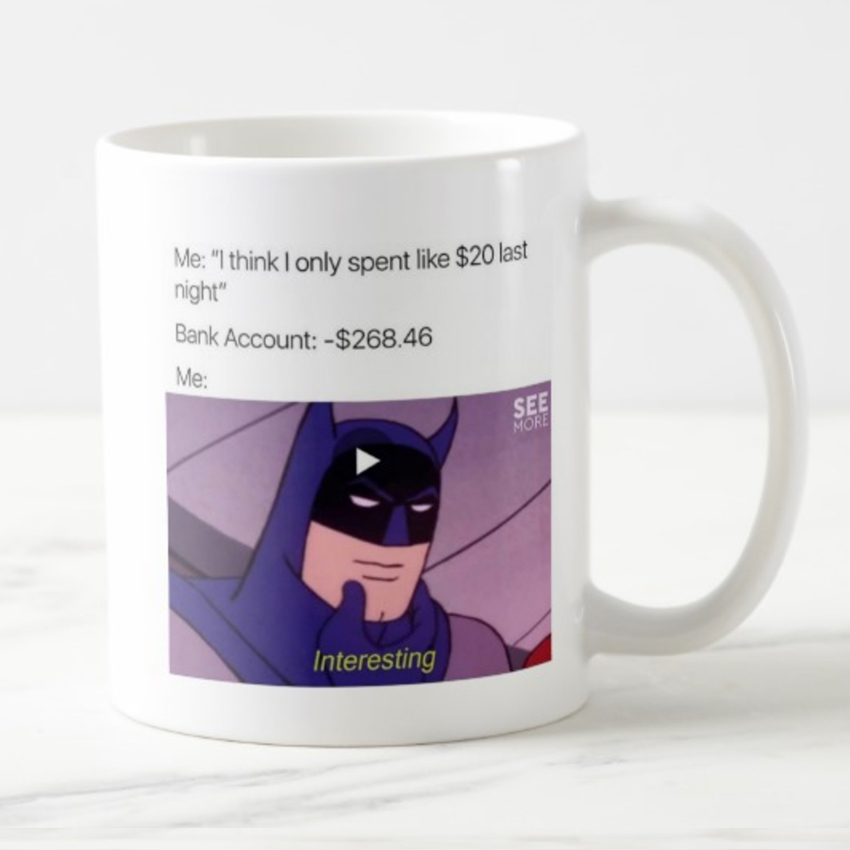 Me: "I think I only spent like $20 last
night"
Bank Account: -$268.46
Me:
SEE
MORE
Interesting